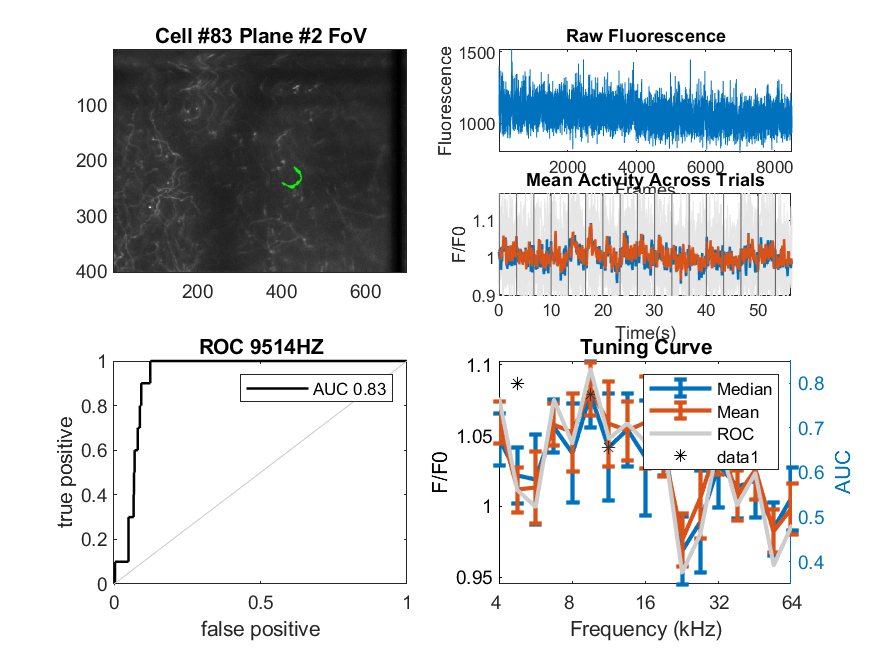 Cell #83 Plane #2 FoV
100
200
300
400
200
400
600
Raw Fluorescence
Fluorescence
1500
1000
2000
4000
6000
8000
Frames
Mean Activity Across Trials
F/F0
1.1
1
0.9
0
10
20
30
40
50
Time(s)
ROC 9514HZ
true positive
1
0.8
0.6
0.4
0.2
0
AUC 0.83
0
0.5
1
false positive
Tuning Curve
F/F0
1.1
1.05
1
0.95
Median
Mean
ROC
data1
0.8
0.7
0.6
0.5
0.4
AUC
4
8
16
32
64
Frequency (kHz)